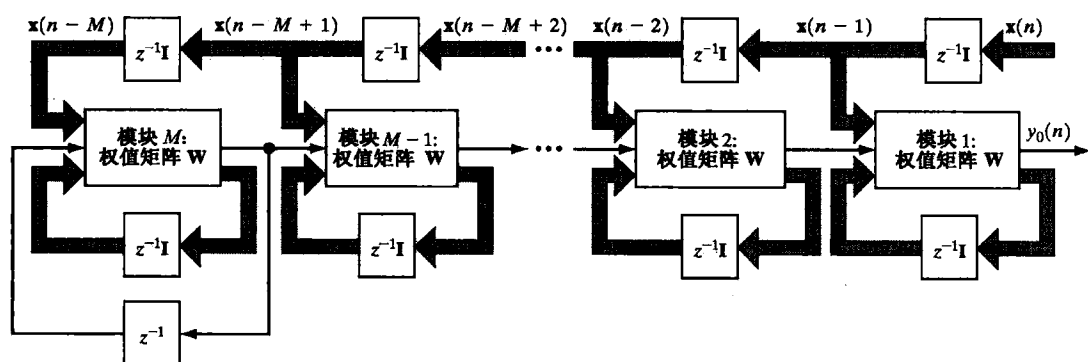 x(n − M) x(n − M + 1) x(n − M + 2) x(n − 2) x(n − 1) x(n)
z⁻¹I z⁻¹I ··· z⁻¹I z⁻¹I
模块 M: 模块 M−1: 模块 2: 模块 1: y₀(n)
权值矩阵 W 权值矩阵 W ··· 权值矩阵 W 权值矩阵 W
z⁻¹I z⁻¹I z⁻¹I z⁻¹I
z⁻¹